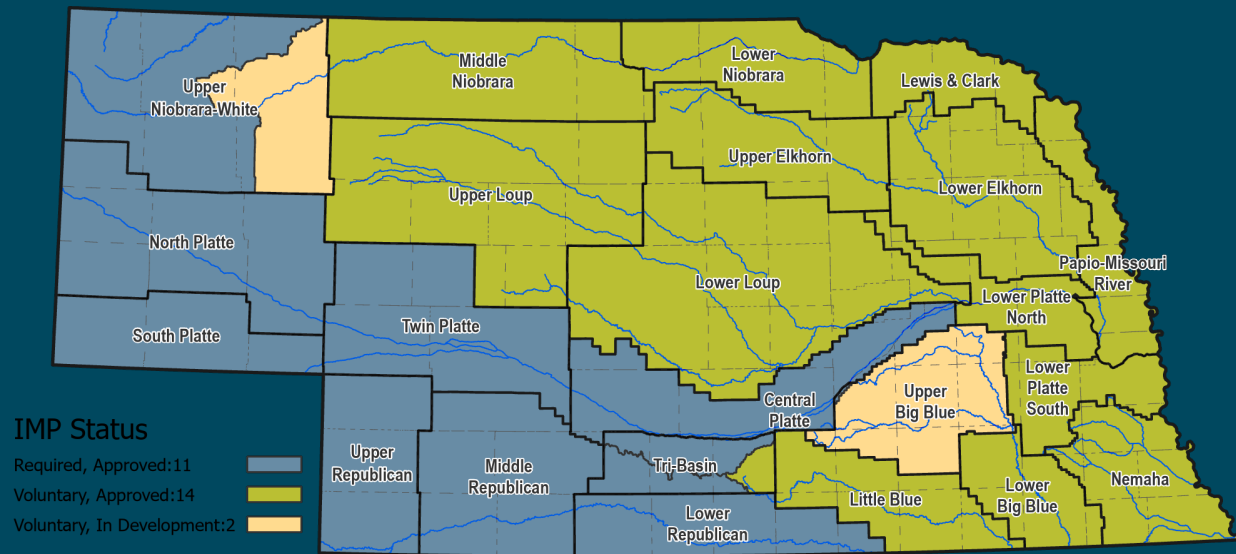 Middle
Niobrara
Lower
Niobrara
Lewis & Clark
Upper
Niobrara-White
Upper Elkhorn
Lower Elkhorn
Upper Loup
North Platte
Papio-Missouri
River
Lower Loup
Lower Platte
North
South Platte
Twin Platte
Lower
Platte
South
Upper
Big Blue
Central
Platte
IMP Status
Required, Approved:11
Voluntary, Approved:14
Voluntary, In Development:2
Upper
Republican
Middle
Republican
Tri-Basin
Nemaha
Little Blue
Lower
Big Blue
Lower
Republican